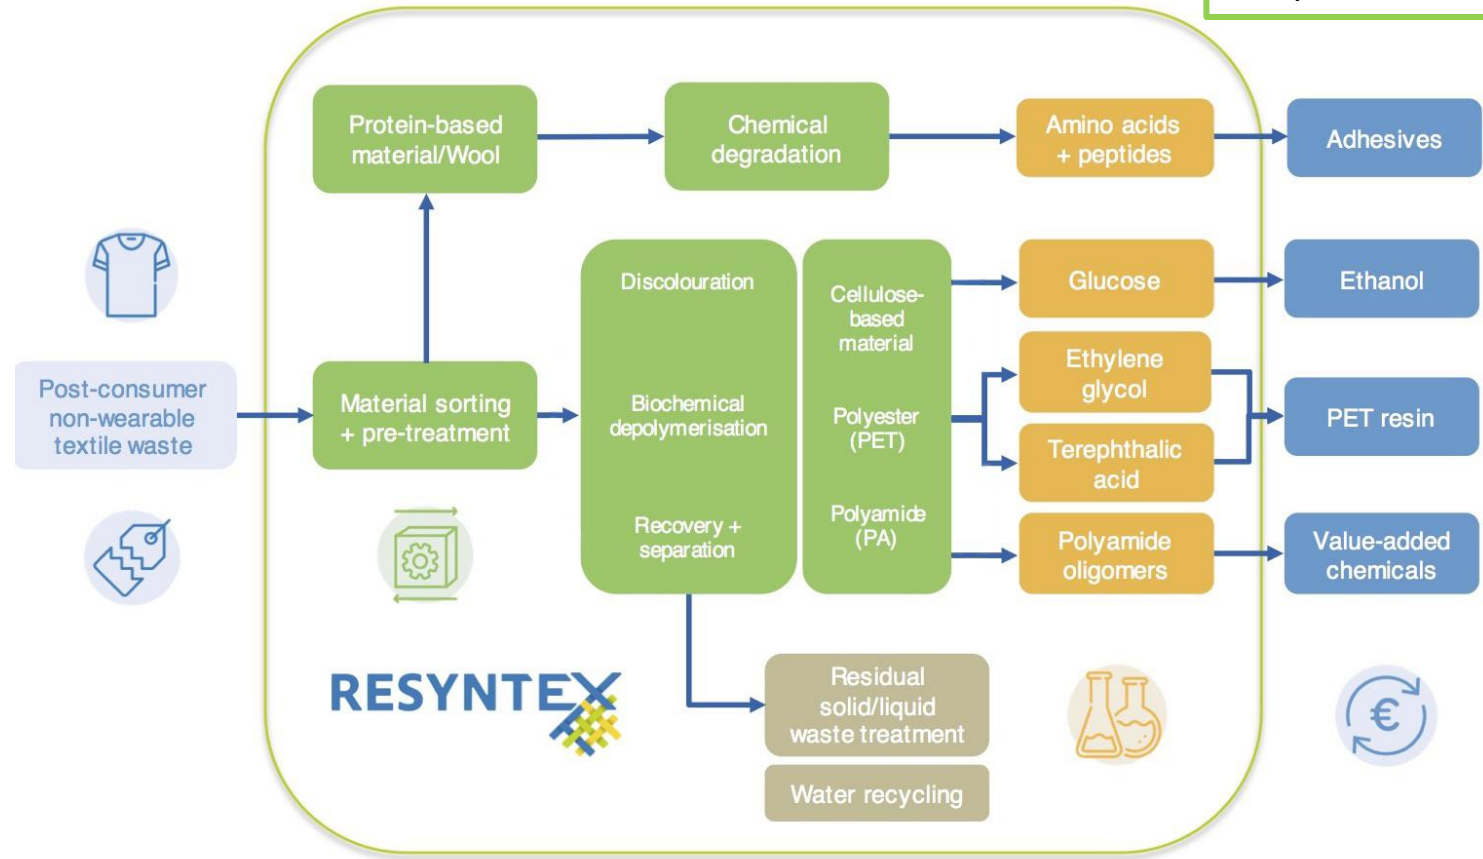 Protein-based
material/Wool
Chemical
degradation
Amino acids
+ peptides
Adhesives
Post-consumer
non-wearable
textile waste
Material sorting
+ pre-treatment
Discolouration
Biochemical
depolymerisation
Recovery +
separation
Cellulose-
based
material
Polyester
(PET)
Polyamide
(PA)
Glucose
Ethanol
Ethylene
glycol
Terephthalic
acid
PET resin
Polyamide
oligomers
Value-added
chemicals
RESYNTEX
Residual
solid/liquid
waste treatment
Water recycling
€